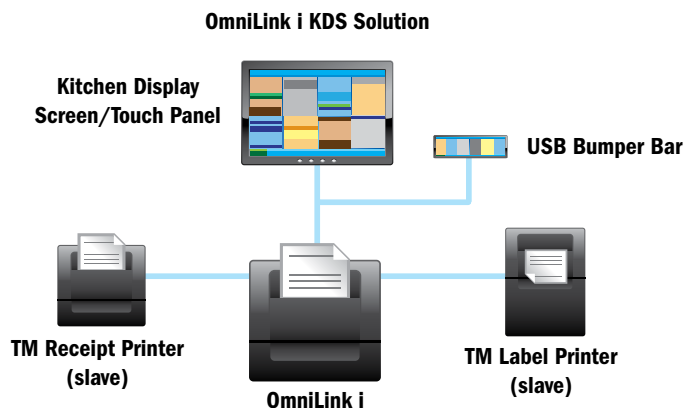 OmniLink i KDS Solution
Kitchen Display
Screen/Touch Panel
USB Bumper Bar
TM Receipt Printer
(slave)
OmniLink i
TM Label Printer
(slave)